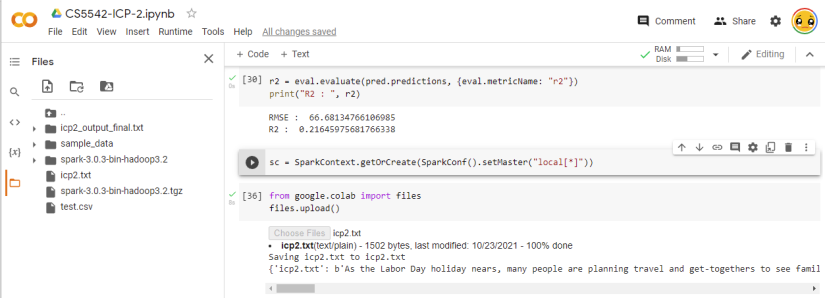 CS5542-ICP-2.ipynb
File Edit View Insert Runtime Tools Help All changes saved
Comment Share
Files
+ Code + Text
RAM
Disk
Editing
..
icp2_output_final.txt
sample_data
spark-3.0.3-bin-hadoop3.2
icp2.txt
spark-3.0.3-bin-hadoop3.2.tgz
test.csv
{x}
[30] r2 = eval.evaluate(pred.predictions, {eval.metricName: "r2"})
0s print("R2 : ", r2)
RMSE :  66.68134766106985
R2 :  0.21645975681766338
sc = SparkContext.getOrCreate(SparkConf().setMaster("local[*]"))
[36] from google.colab import files
files.upload()
Choose Files icp2.txt
• icp2.txt(text/plain) - 1502 bytes, last modified: 10/23/2021 - 100% done
Saving icp2.txt to icp2.txt
{'icp2.txt': b'As the Labor Day holiday nears, many people are planning travel and get-togethers to see famil